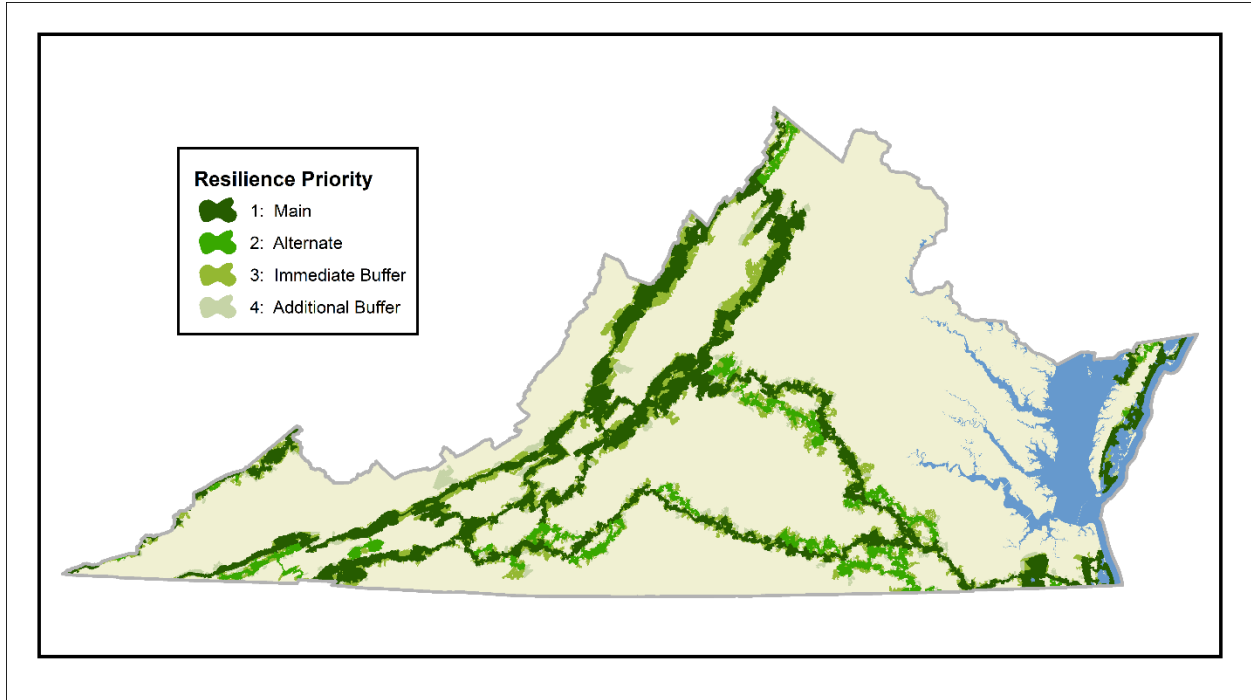 Resilience Priority
1: Main
2: Alternate
3: Immediate Buffer
4: Additional Buffer